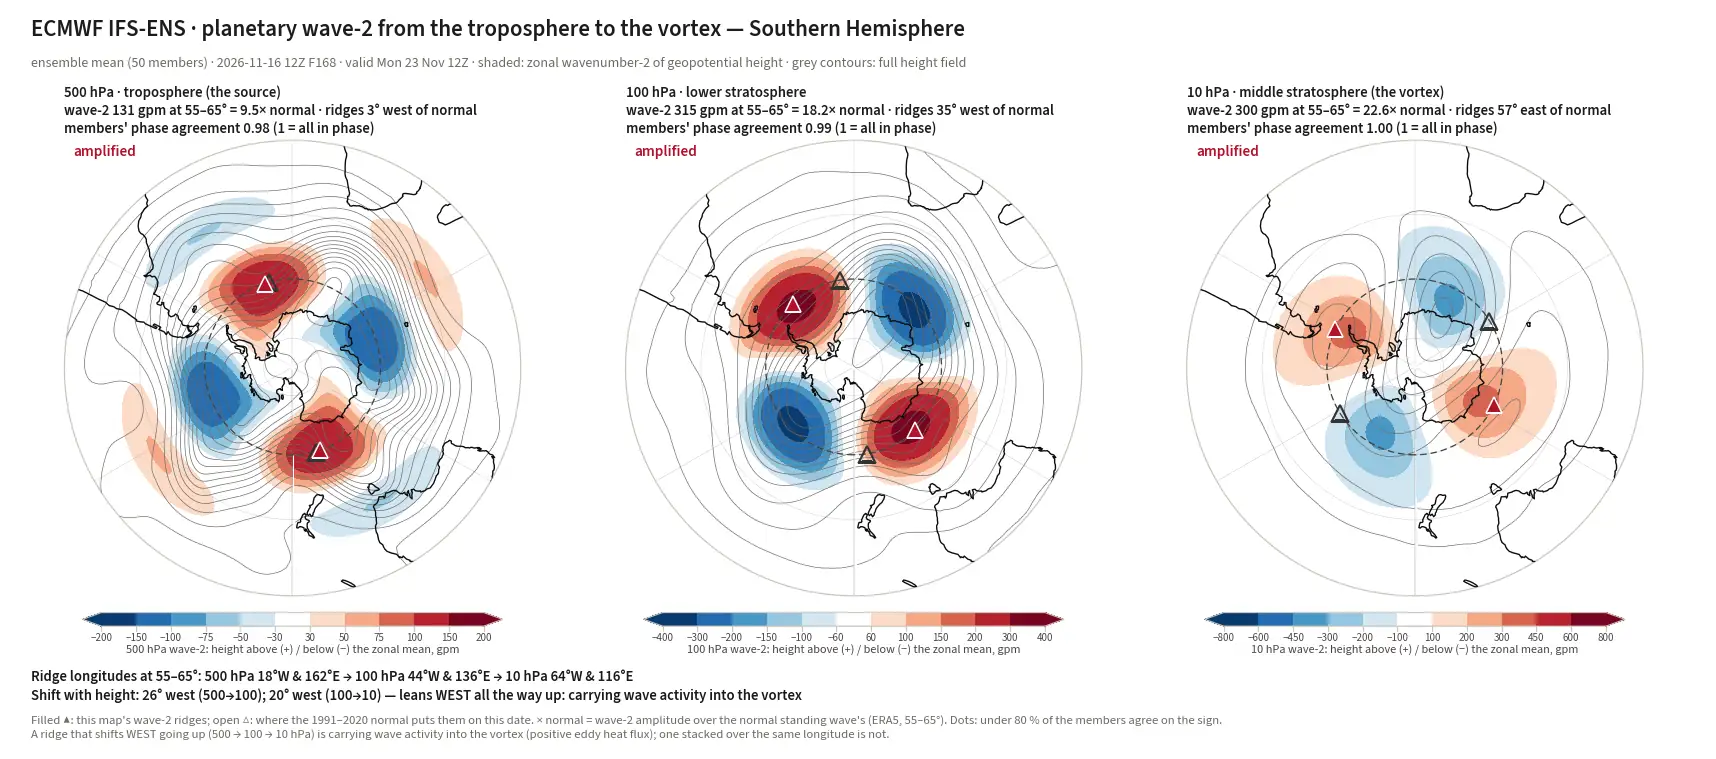 ECMWF IFS-ENS · planetary wave-2 from the troposphere to the vortex — Southern Hemisphere
ensemble mean (50 members) · 2026-11-16 12Z F168 · valid Mon 23 Nov 12Z · shaded: zonal wavenumber-2 of geopotential height · grey contours: full height field
500 hPa · troposphere (the source)
wave-2 131 gpm at 55–65° = 9.5× normal · ridges 3° west of normal
members' phase agreement 0.98 (1 = all in phase)
amplified
100 hPa · lower stratosphere
wave-2 315 gpm at 55–65° = 18.2× normal · ridges 35° west of normal
members' phase agreement 0.99 (1 = all in phase)
amplified
10 hPa · middle stratosphere (the vortex)
wave-2 300 gpm at 55–65° = 22.6× normal · ridges 57° east of normal
members' phase agreement 1.00 (1 = all in phase)
amplified
−200 −150 −100 −75 −50 −30 30 50 75 100 150 200
500 hPa wave-2: height above (+) / below (−) the zonal mean, gpm
−400 −300 −200 −150 −100 −60 60 100 150 200 300 400
100 hPa wave-2: height above (+) / below (−) the zonal mean, gpm
−800 −600 −450 −300 −200 −100 100 200 300 450 600 800
10 hPa wave-2: height above (+) / below (−) the zonal mean, gpm
Ridge longitudes at 55–65°: 500 hPa 18°W & 162°E → 100 hPa 44°W & 136°E → 10 hPa 64°W & 116°E
Shift with height: 26° west (500→100); 20° west (100→10) — leans WEST all the way up: carrying wave activity into the vortex
Filled ▲: this map's wave-2 ridges; open △: where the 1991–2020 normal puts them on this date. × normal = wave-2 amplitude over the normal standing wave's (ERA5, 55–65°). Dots: under 80 % of the members agree on the sign.
A ridge that shifts WEST going up (500 → 100 → 10 hPa) is carrying wave activity into the vortex (positive eddy heat flux); one stacked over the same longitude is not.